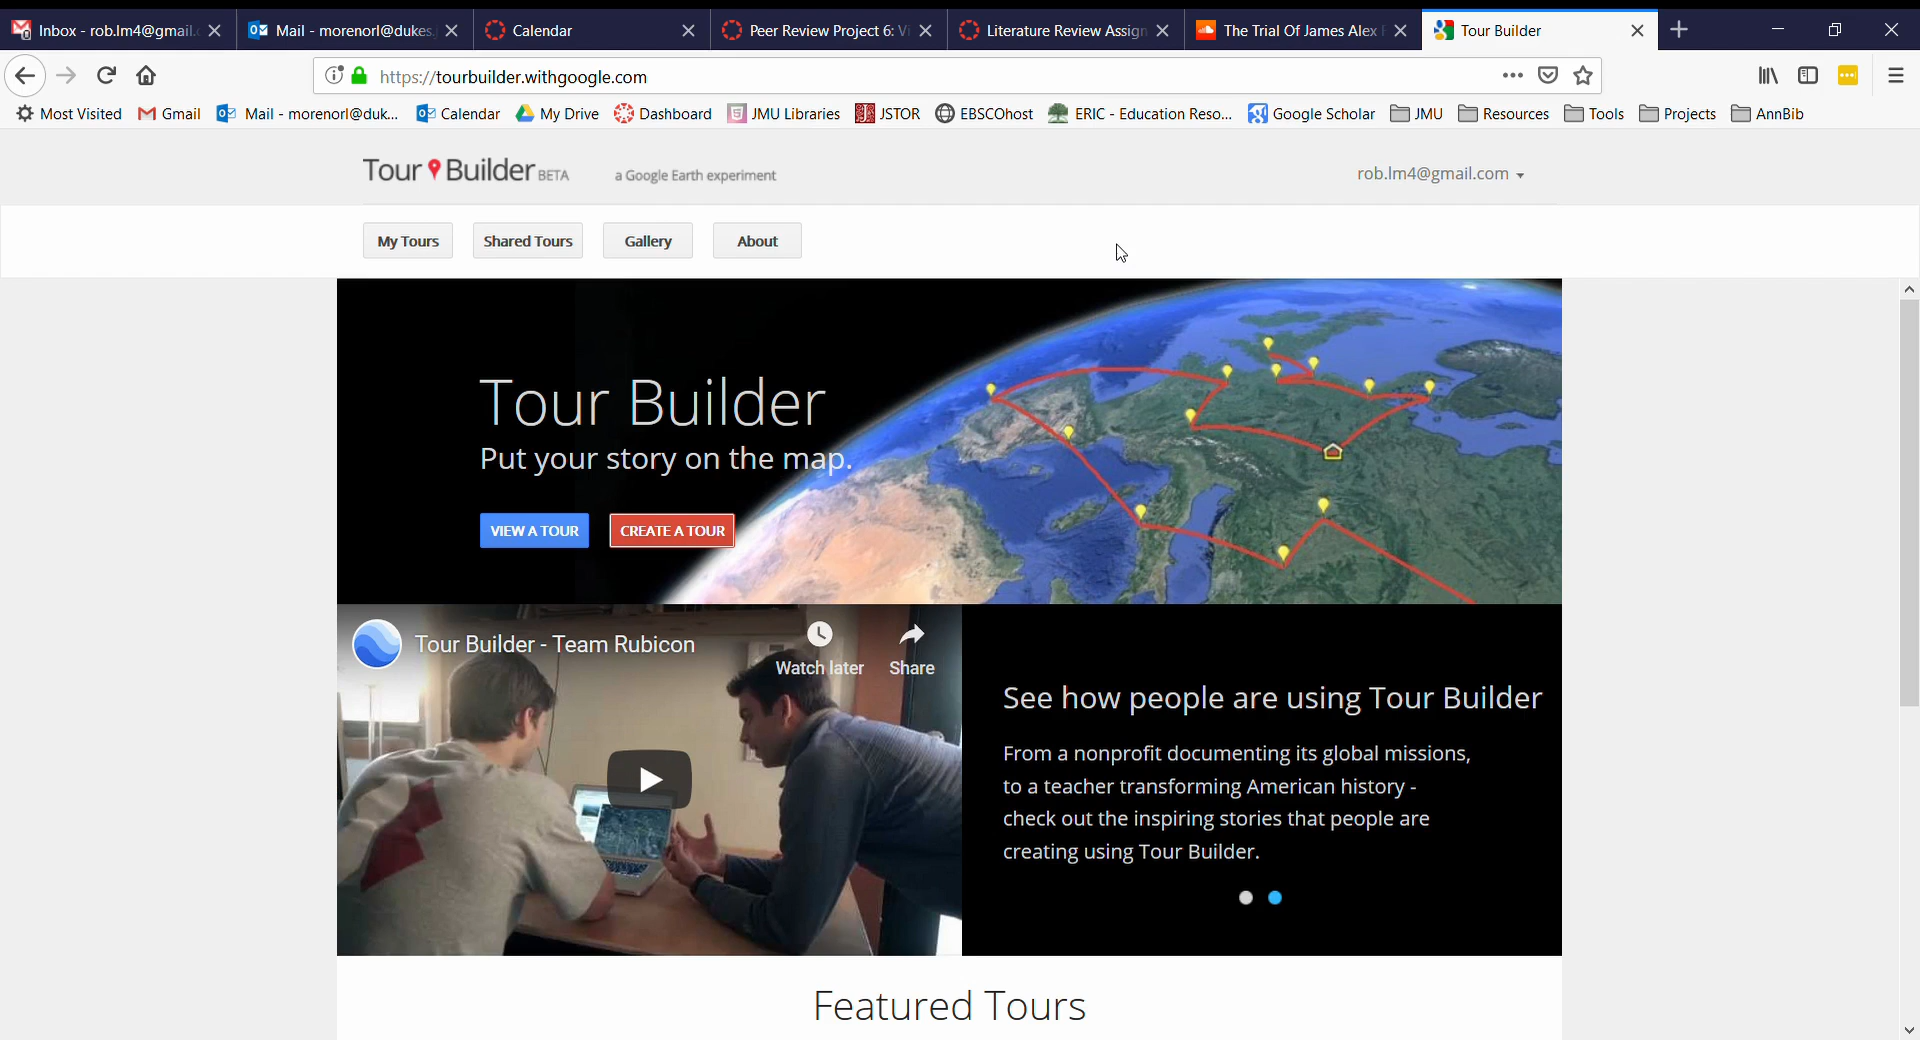 Inbox - rob.lm4@gmail.c
Mail - morenorl@dukes.
Calendar
Peer Review Project 6: Vi
Literature Review Assign
The Trial Of James Alex F
Tour Builder
https://tourbuilder.withgoogle.com
Most Visited
Gmail
Mail - morenorl@duk...
Calendar
My Drive
Dashboard
JMU Libraries
JSTOR
EBSCOhost
ERIC - Education Reso...
Google Scholar
JMU
Resources
Tools
Projects
AnnBib
Tour Builder BETA
a Google Earth experiment
rob.lm4@gmail.com
My Tours
Shared Tours
Gallery
About
Tour Builder
Put your story on the map.
VIEW A TOUR
CREATE A TOUR
Tour Builder - Team Rubicon
Watch later
Share
See how people are using Tour Builder
From a nonprofit documenting its global missions,
to a teacher transforming American history -
check out the inspiring stories that people are
creating using Tour Builder.
Featured Tours